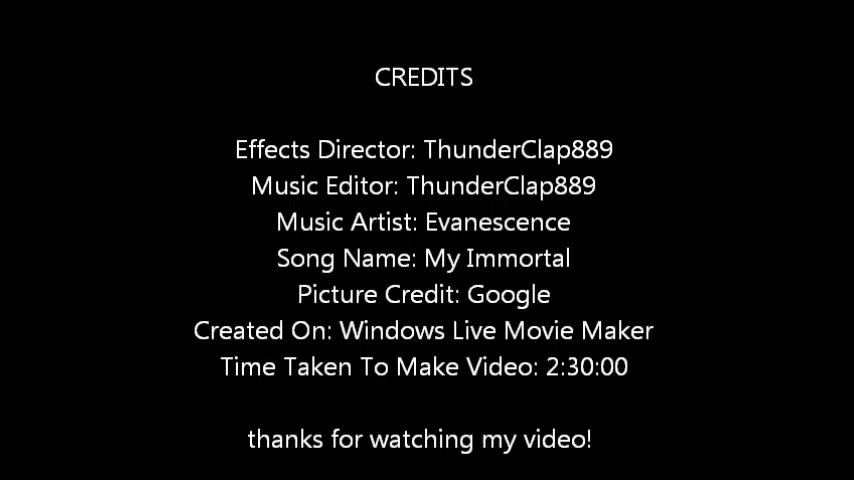 CREDITS
Effects Director: ThunderClap889
Music Editor: ThunderClap889
Music Artist: Evanescence
Song Name: My Immortal
Picture Credit: Google
Created On: Windows Live Movie Maker
Time Taken To Make Video: 2:30:00
thanks for watching my video!